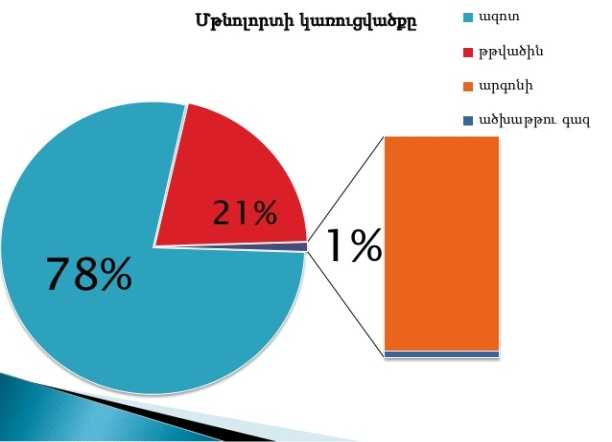 Մթնոլորտի կառուցվածքը
ազոտ
թթվածին
արգոնի
ածխաթթու գազ
21%
1%
78%